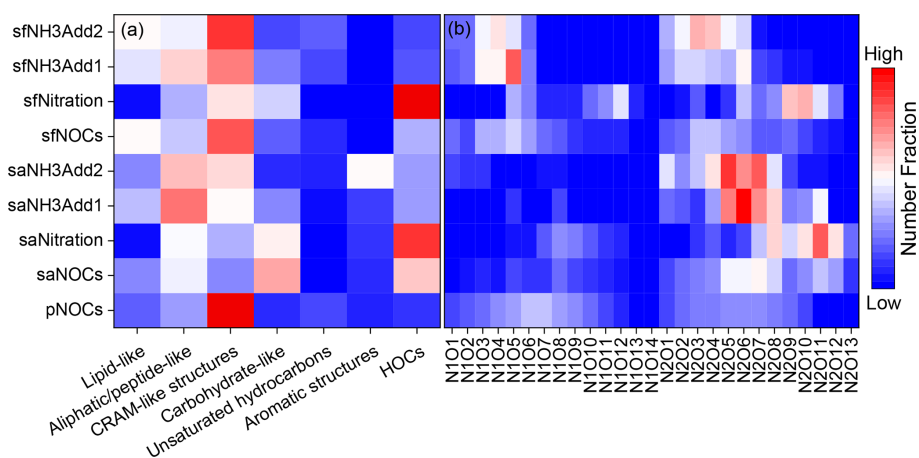 (a)
(b)
sfNH3Add2
sfNH3Add1
sfNitration
sfNOCs
saNH3Add2
saNH3Add1
saNitration
saNOCs
pNOCs
Lipid-like
Aliphatic/peptide-like
CRAM-like structures
Carbohydrate-like
Unsaturated hydrocarbons
Aromatic structures
HOCs
N1O1
N1O2
N1O3
N1O4
N1O5
N1O6
N1O7
N1O8
N1O9
N1O10
N1O11
N1O12
N1O13
N1O14
N2O1
N2O2
N2O3
N2O4
N2O5
N2O6
N2O7
N2O8
N2O9
N2O10
N2O11
N2O12
N2O13
High
Number Fraction
Low